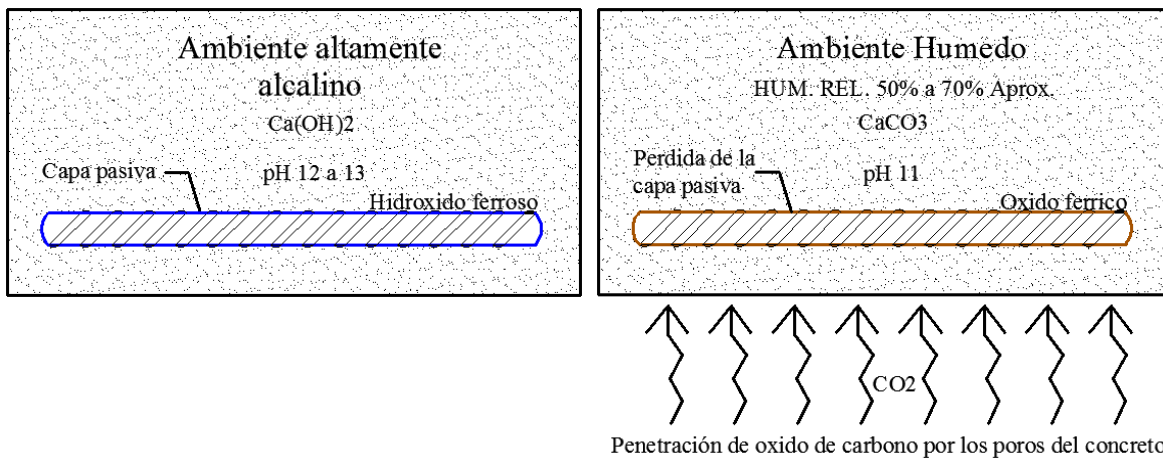 Ambiente altamente
alcalino
Ca(OH)2
Capa pasiva
pH 12 a 13
Hidroxido ferroso
Ambiente Humedo
HUM. REL. 50% a 70% Aprox.
CaCO3
Perdida de la
capa pasiva
pH 11
Oxido ferrico
CO2
Penetración de oxido de carbono por los poros del concreto